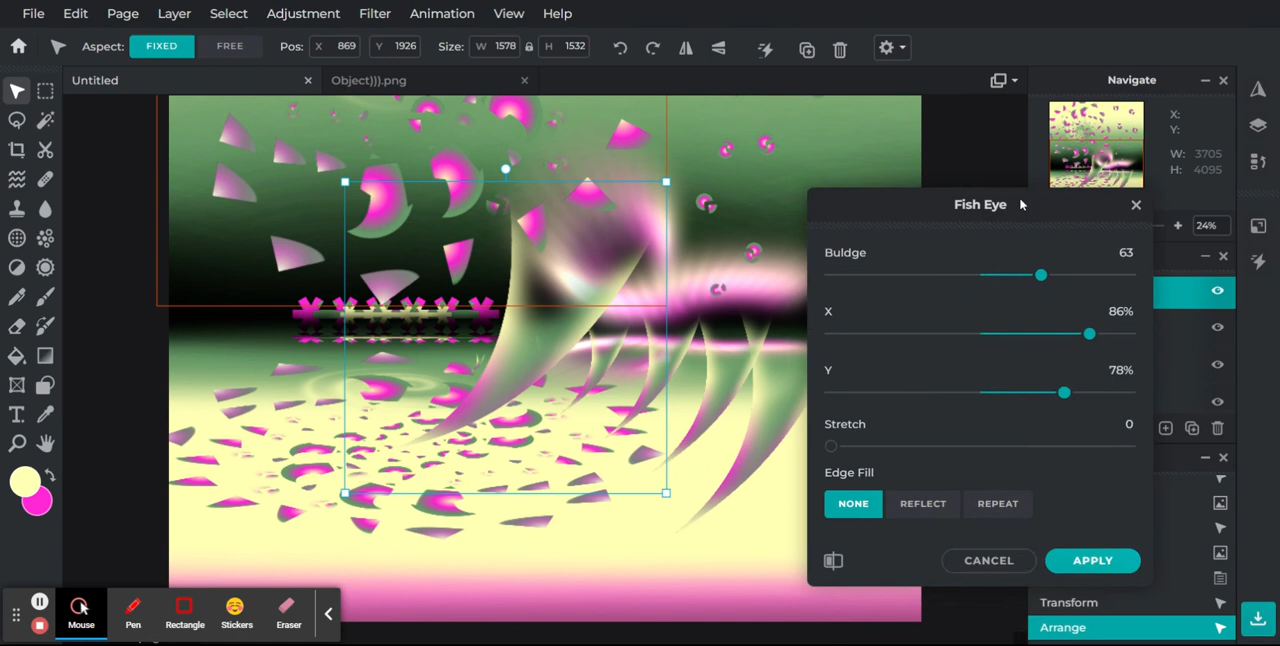 File Edit Page Layer Select Adjustment Filter Animation View Help
Aspect: FIXED FREE Pos: X 869 Y 1926 Size: W 1578 H 1532
Untitled Object))).png Navigate
X:
Y:
W: 3705
H: 4095
Fish Eye
24%
Buldge 63
X 86%
Y 78%
Stretch 0
Edge Fill
NONE REFLECT REPEAT
CANCEL APPLY
Transform
Arrange
Mouse Pen Rectangle Stickers Eraser